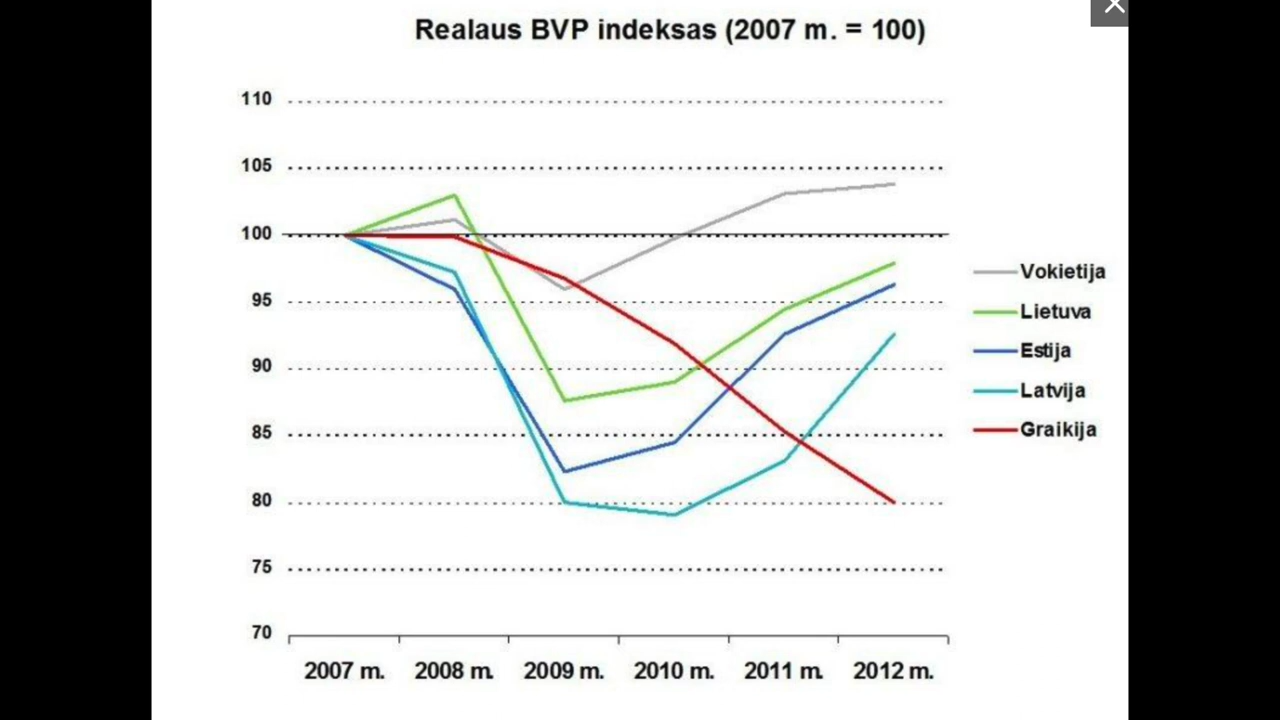 Realaus BVP indeksas (2007 m. = 100)
110
105
100
95
90
85
80
75
70
2007 m.
2008 m.
2009 m.
2010 m.
2011 m.
2012 m.
Vokietija
Lietuva
Estija
Latvija
Graikija